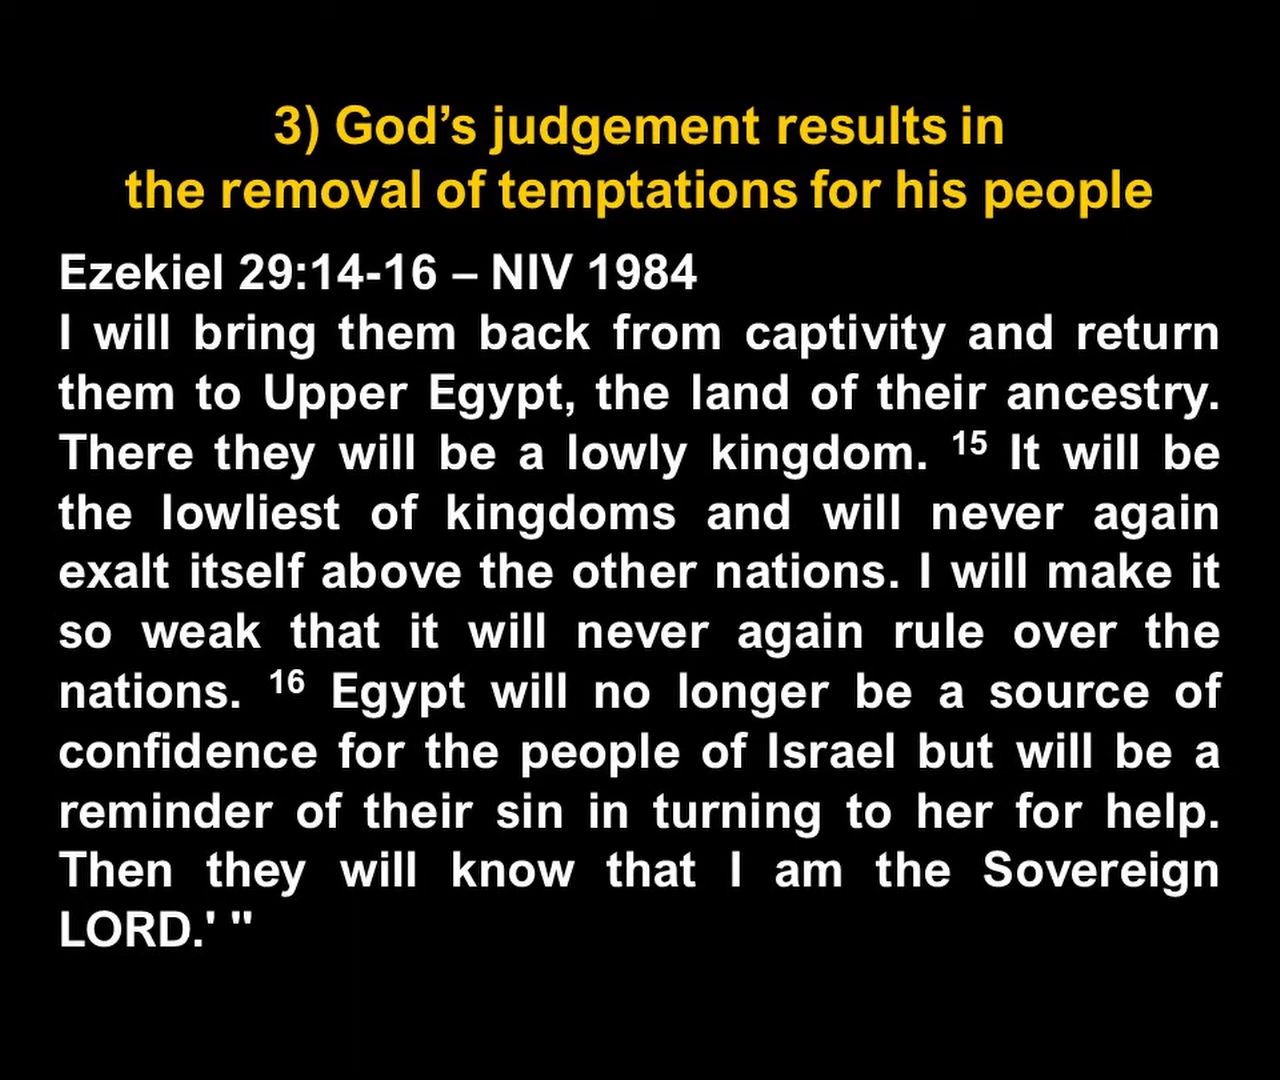 3) God’s judgement results in
the removal of temptations for his people
Ezekiel 29:14-16 – NIV 1984
I will bring them back from captivity and return
them to Upper Egypt, the land of their ancestry.
There they will be a lowly kingdom. 15 It will be
the lowliest of kingdoms and will never again
exalt itself above the other nations. I will make it
so weak that it will never again rule over the
nations. 16 Egypt will no longer be a source of
confidence for the people of Israel but will be a
reminder of their sin in turning to her for help.
Then they will know that I am the Sovereign
LORD.' "